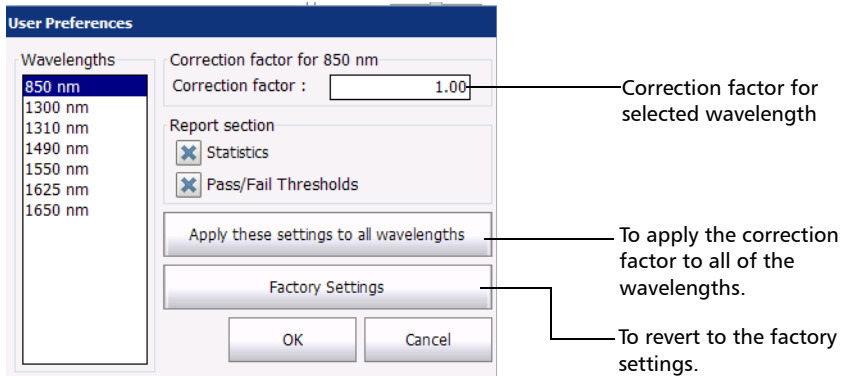 User Preferences
Wavelengths
850 nm
1300 nm
1310 nm
1490 nm
1550 nm
1625 nm
1650 nm
Correction factor for 850 nm
Correction factor : 1.00
Report section
Statistics
Pass/Fail Thresholds
Apply these settings to all wavelengths
Factory Settings
OK Cancel
Correction factor for
selected wavelength
To apply the correction
factor to all of the
wavelengths.
To revert to the factory
settings.